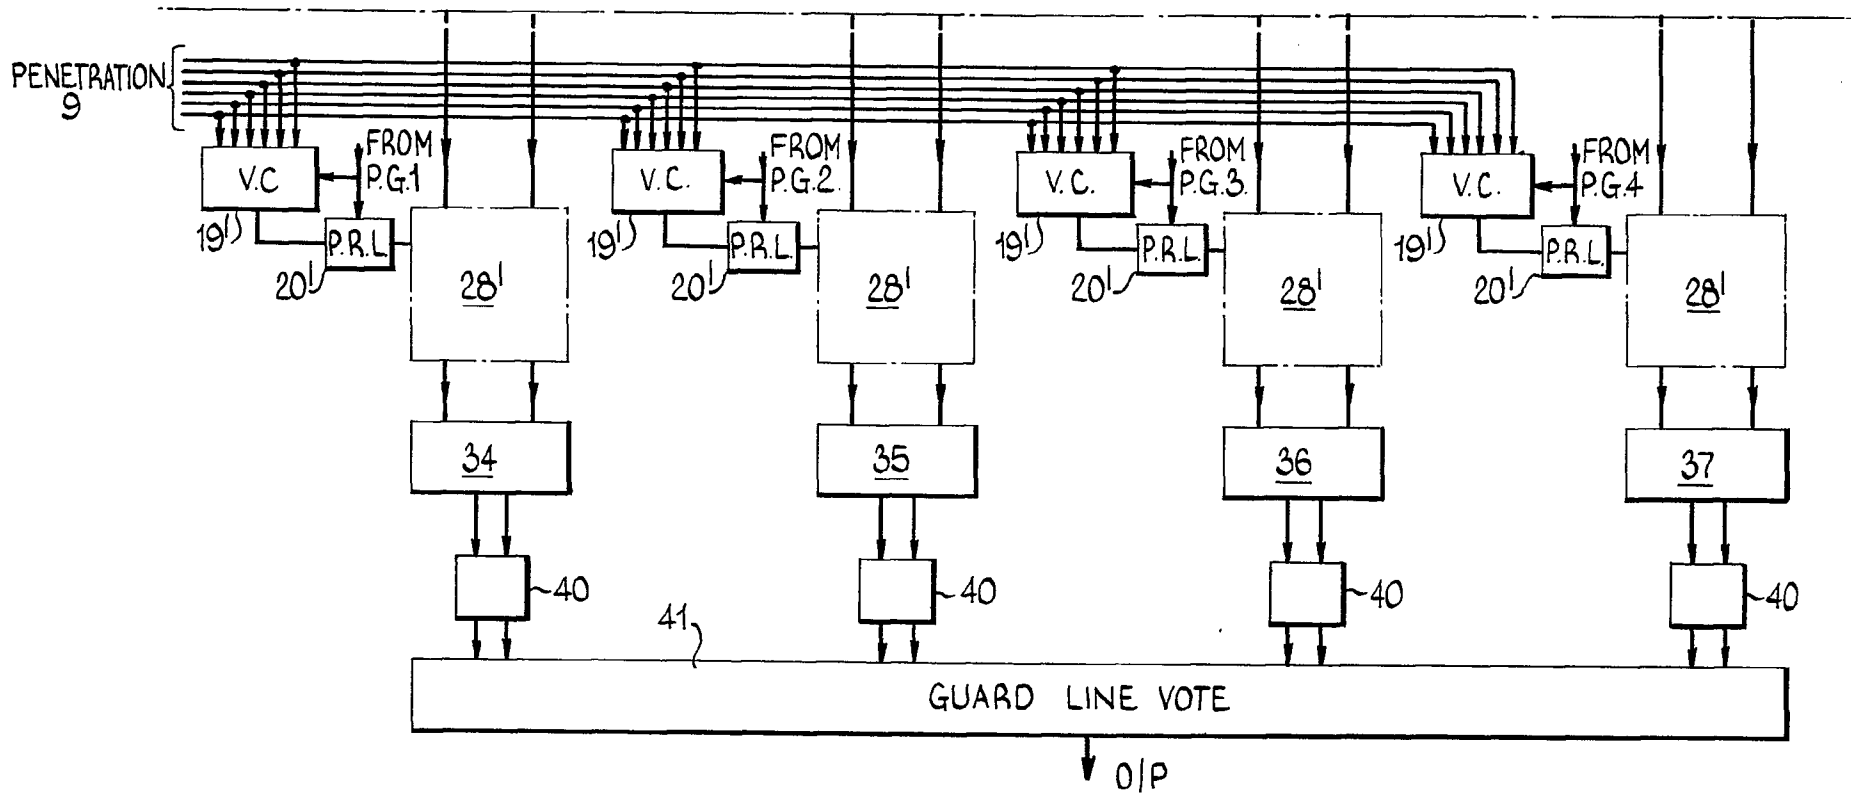 PENETRATION
9
V.C
FROM
P.G.1
19'
P.R.L.
20'
28'
V.C.
FROM
P.G.2.
19'
P.R.L.
20'
28'
V.C.
FROM
P.G.3.
19'
P.R.L.
20'
28'
V.C.
FROM
P.G.4
19'
P.R.L.
20'
28'
34
35
36
37
40
40
40
40
41
GUARD LINE VOTE
O/P